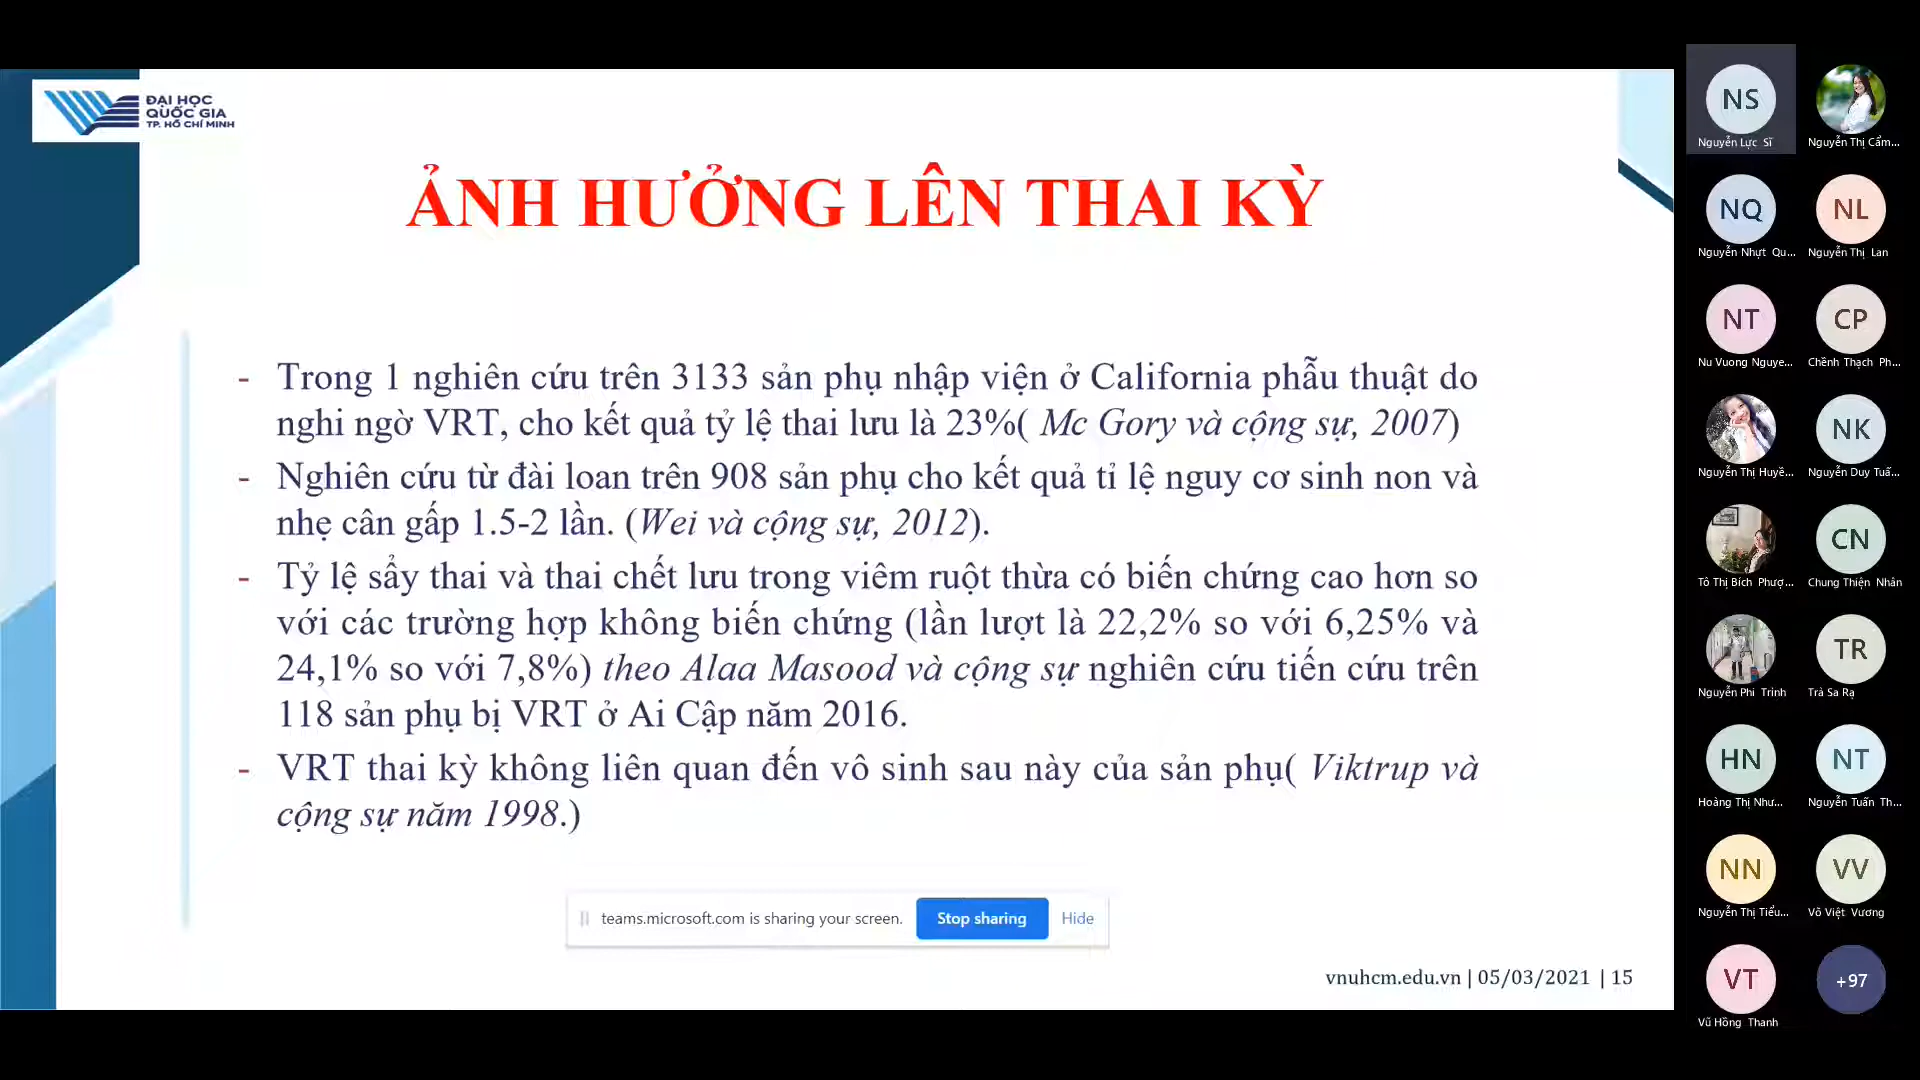 ĐẠI HỌC
QUỐC GIA
TP. HỒ CHÍ MINH
ẢNH HƯỞNG LÊN THAI KỲ
- Trong 1 nghiên cứu trên 3133 sản phụ nhập viện ở California phẫu thuật do
nghi ngờ VRT, cho kết quả tỷ lệ thai lưu là 23%( Mc Gory và cộng sự, 2007)
- Nghiên cứu từ đài loan trên 908 sản phụ cho kết quả tỉ lệ nguy cơ sinh non và
nhẹ cân gấp 1.5-2 lần. (Wei và cộng sự, 2012).
- Tỷ lệ sẩy thai và thai chết lưu trong viêm ruột thừa có biến chứng cao hơn so
với các trường hợp không biến chứng (lần lượt là 22,2% so với 6,25% và
24,1% so với 7,8%) theo Alaa Masood và cộng sự nghiên cứu tiến cứu trên
118 sản phụ bị VRT ở Ai Cập năm 2016.
- VRT thai kỳ không liên quan đến vô sinh sau này của sản phụ( Viktrup và
cộng sự năm 1998.)
teams.microsoft.com is sharing your screen. Stop sharing Hide
vnuhcm.edu.vn | 05/03/2021 | 15
NS
Nguyễn Lực Sĩ Nguyễn Thị Cẩm...
NQ NL
Nguyễn Nhựt Qu... Nguyễn Thị Lan
NT CP
Nu Vuong Nguye... Chềnh Thạch Ph...
NK
Nguyễn Thị Huyề... Nguyễn Duy Tuấ...
CN
Tô Thị Bích Phượ... Chung Thiện Nhân
TR
Nguyễn Phi Trinh Trà Sa Rạ
HN NT
Hoàng Thị Như... Nguyễn Tuấn Th...
NN VV
Nguyễn Thị Tiểu... Võ Việt Vương
VT +97
Vũ Hồng Thanh